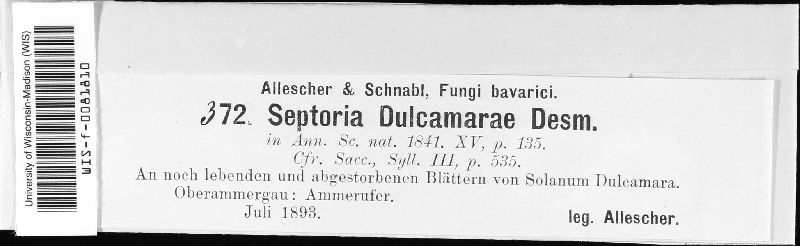 University of Wisconsin-Madison (WIS)
WIS-f-0081810
Allescher & Schnabl, Fungi bavarici.
372. Septoria Dulcamarae Desm.
in Ann. Sc. nat. 1841. XV, p. 135.
Cfr. Sacc., Syll. III, p. 535.
An noch lebenden und abgestorbenen Blättern von Solanum Dulcamara.
Oberammergau: Ammerufer.
Juli 1893.
leg. Allescher.